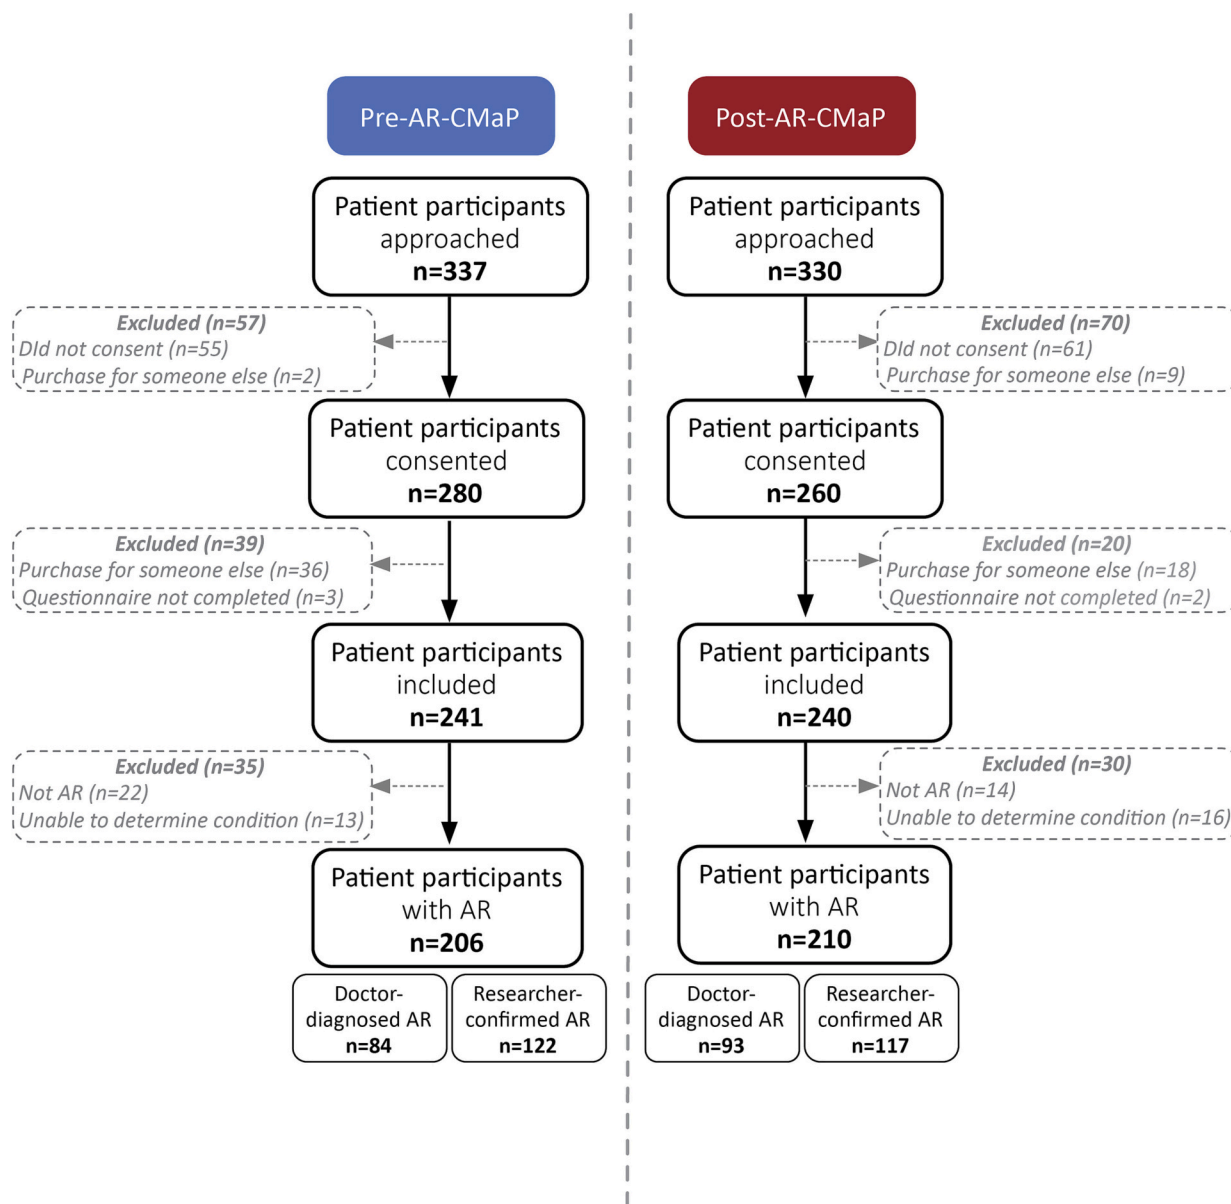 Pre-AR-CMaP
Patient participants
approached
n=337
Excluded (n=57)
DId not consent (n=55)
Purchase for someone else (n=2)
Patient participants
consented
n=280
Excluded (n=39)
Purchase for someone else (n=36)
Questionnaire not completed (n=3)
Patient participants
included
n=241
Excluded (n=35)
Not AR (n=22)
Unable to determine condition (n=13)
Patient participants
with AR
n=206
Doctor-
diagnosed AR
n=84
Researcher-
confirmed AR
n=122
Post-AR-CMaP
Patient participants
approached
n=330
Excluded (n=70)
DId not consent (n=61)
Purchase for someone else (n=9)
Patient participants
consented
n=260
Excluded (n=20)
Purchase for someone else (n=18)
Questionnaire not completed (n=2)
Patient participants
included
n=240
Excluded (n=30)
Not AR (n=14)
Unable to determine condition (n=16)
Patient participants
with AR
n=210
Doctor-
diagnosed AR
n=93
Researcher-
confirmed AR
n=117